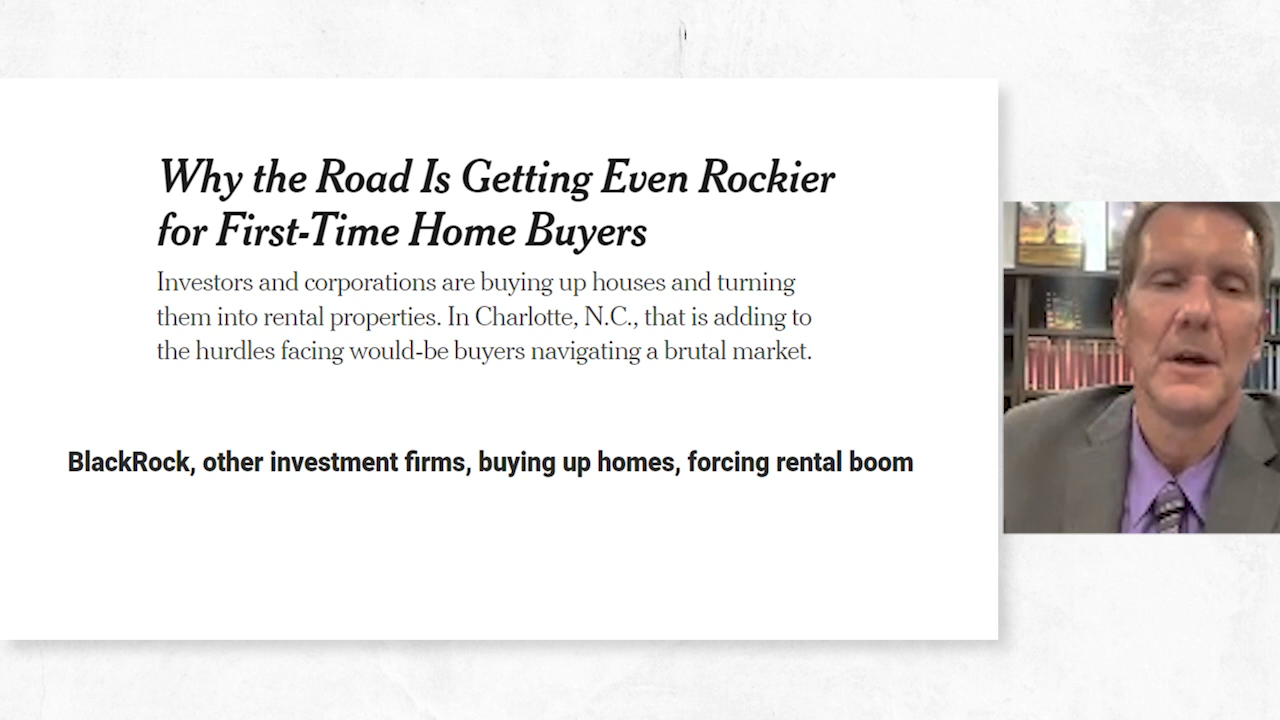 Why the Road Is Getting Even Rockier
for First-Time Home Buyers
Investors and corporations are buying up houses and turning
them into rental properties. In Charlotte, N.C., that is adding to
the hurdles facing would-be buyers navigating a brutal market.
BlackRock, other investment firms, buying up homes, forcing rental boom